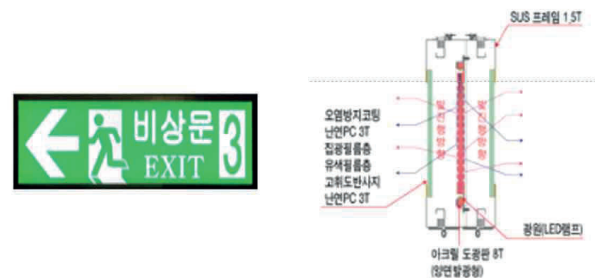 비상문
EXIT
3
SUS 프레임 1.5T
오염방지코팅
난연PC 3T
집광필름층
유색필름층
고휘도반사지
난연PC 3T
광원(LED램프)
아크릴 도광판 8T
(양면발광형)